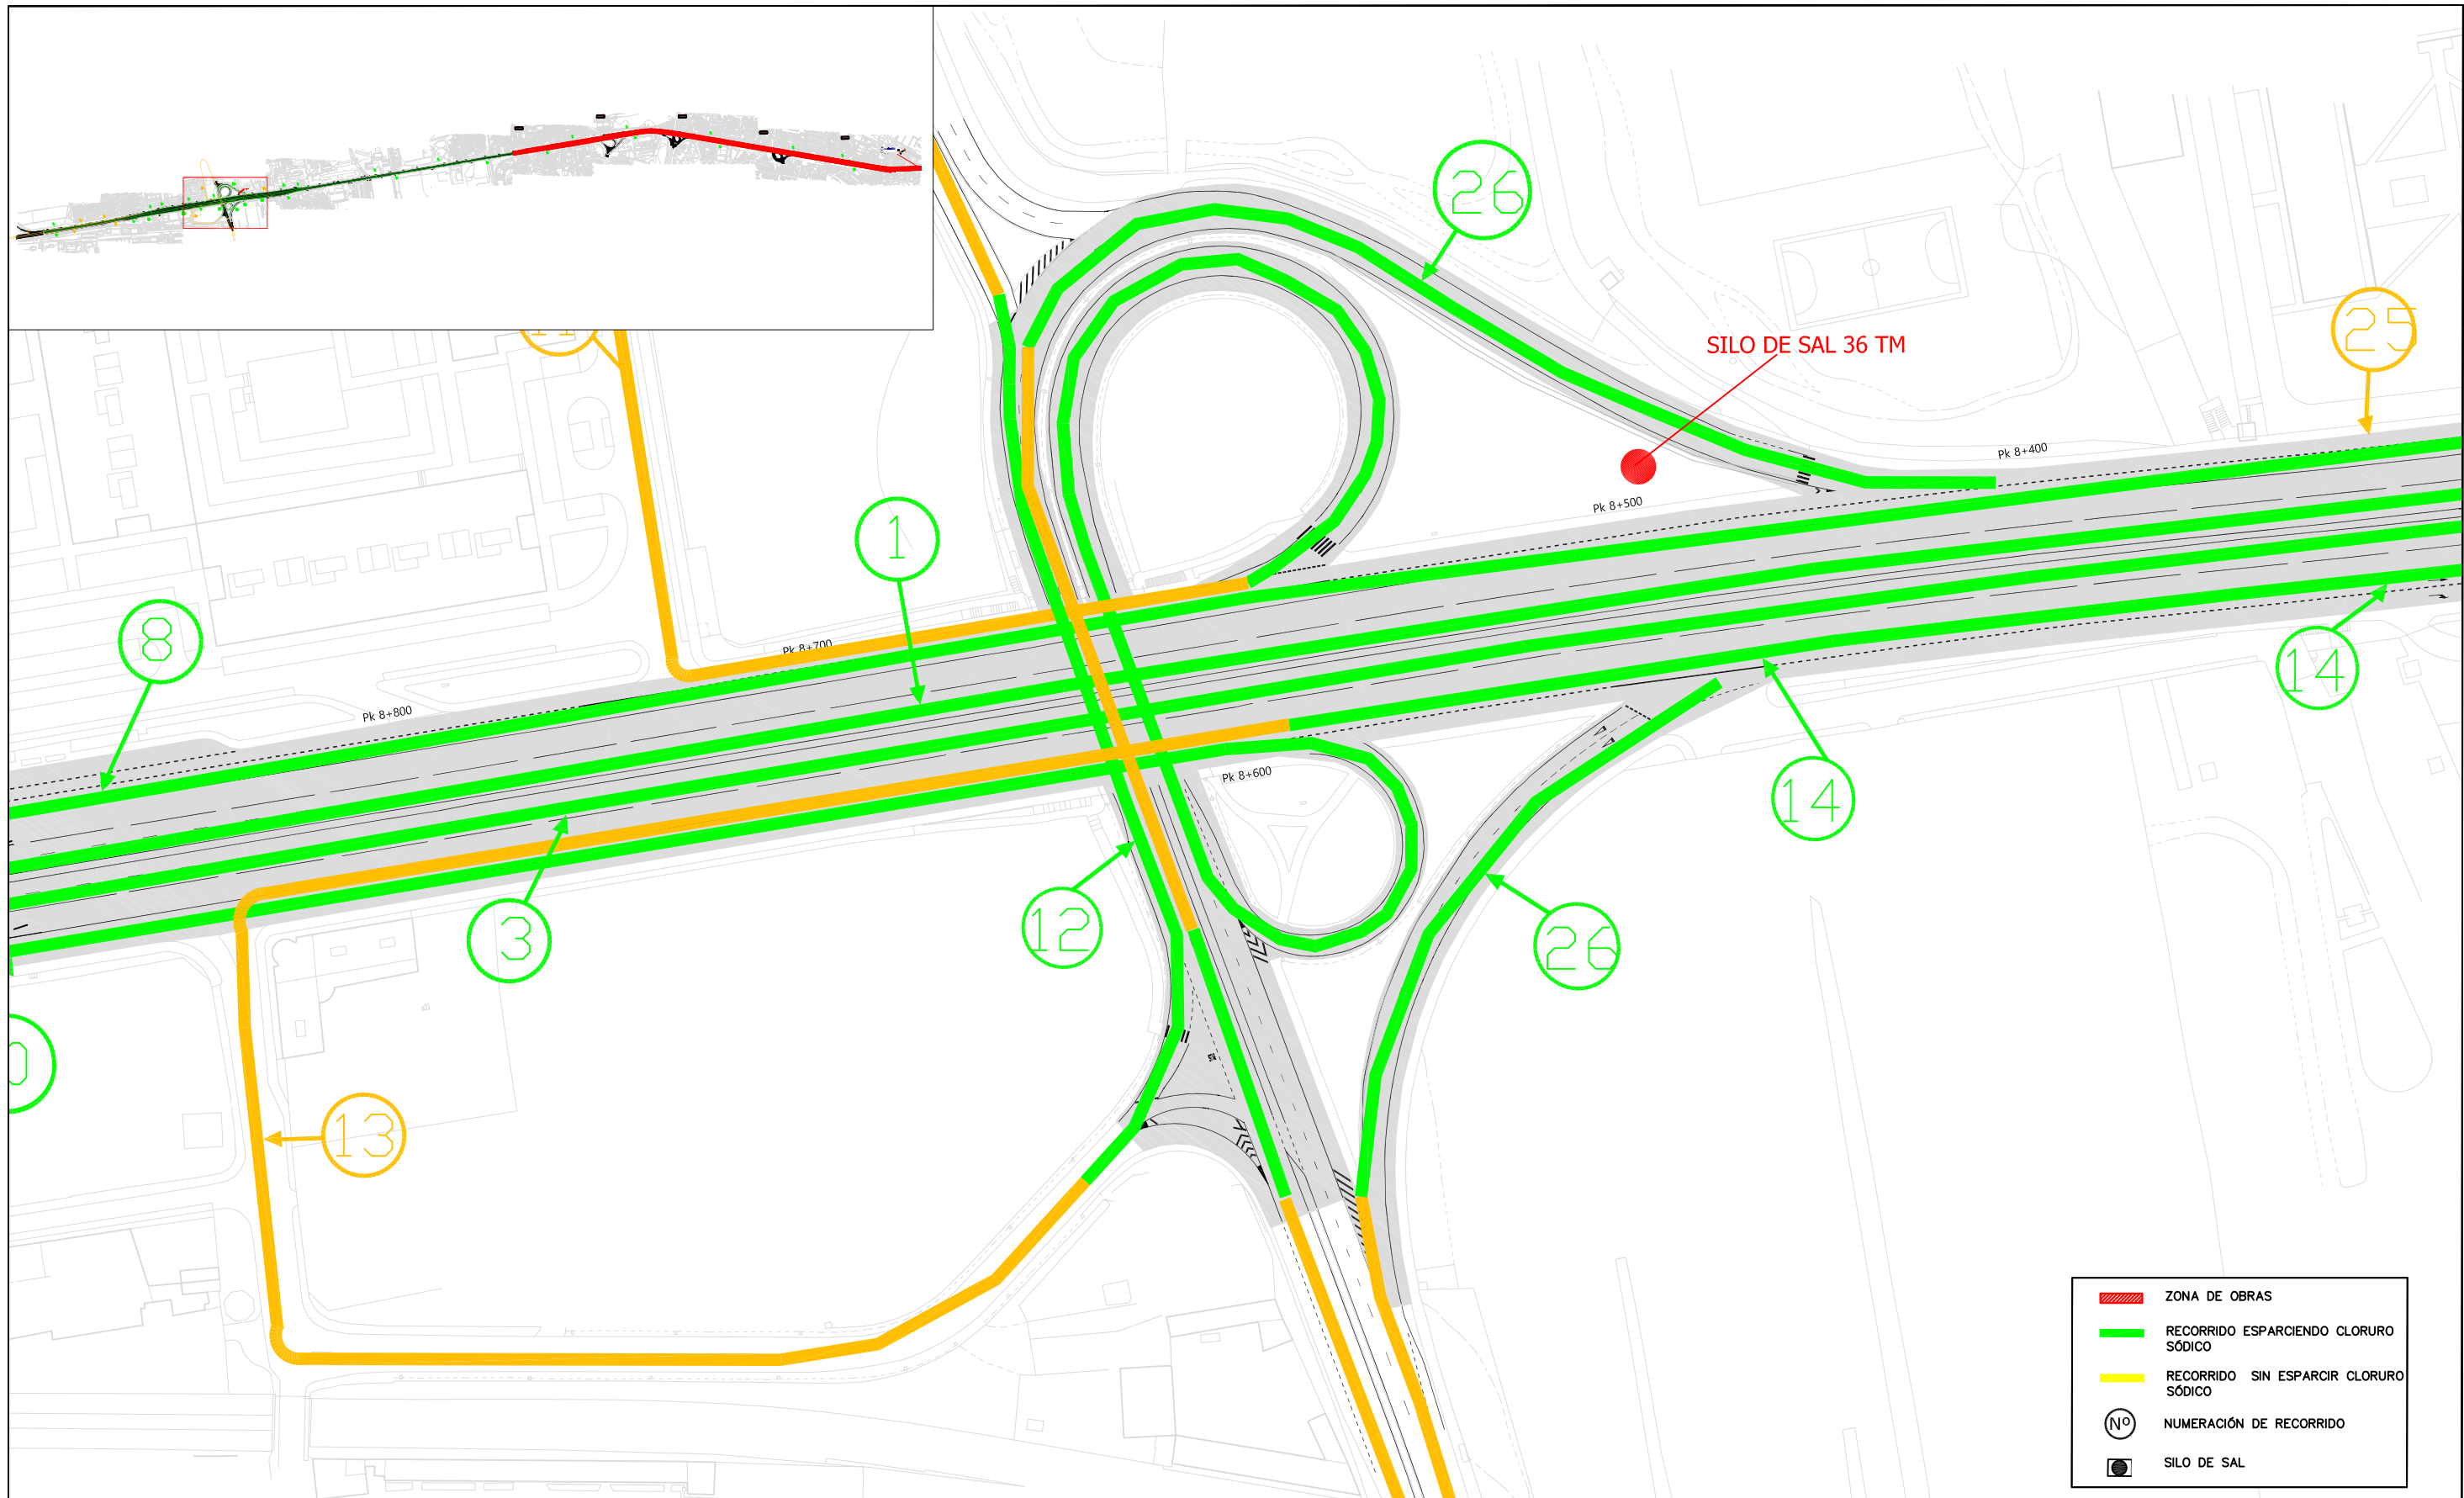 26
25
SILO DE SAL 36 TM
Pk 8+400
Pk 8+500
1
8
Pk 8+700
14
Pk 8+800
Pk 8+600
14
12
3
26
13
ZONA DE OBRAS
RECORRIDO ESPARCIENDO CLORURO
SÓDICO
RECORRIDO SIN ESPARCIR CLORURO
SÓDICO
Nº
NUMERACIÓN DE RECORRIDO
SILO DE SAL